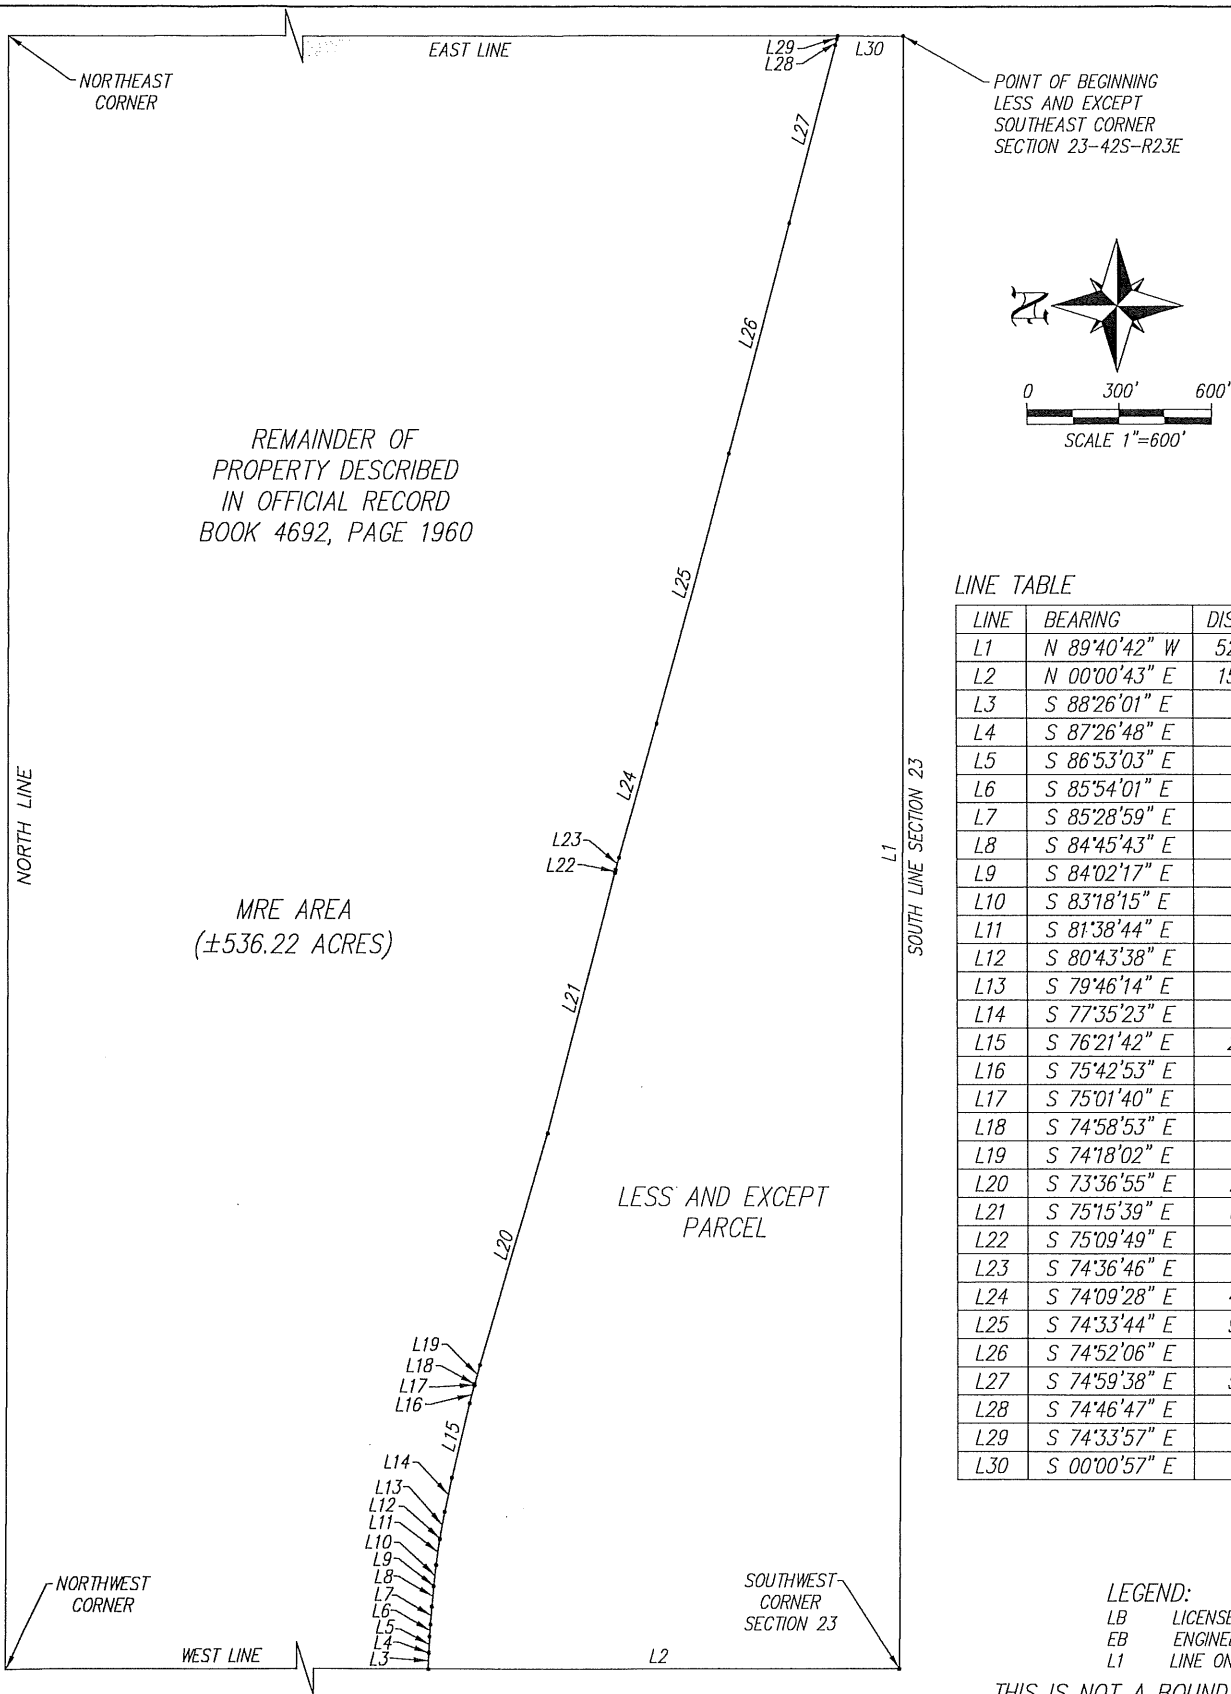 EAST LINE
L29
L28
L30
NORTHEAST
CORNER
POINT OF BEGINNING
LESS AND EXCEPT
SOUTHEAST CORNER
SECTION 23-42S-R23E
L27
N
0 300' 600'
SCALE 1"=600'
L26
REMAINDER OF
PROPERTY DESCRIBED
IN OFFICIAL RECORD
BOOK 4692, PAGE 1960
L25
L24
L23
L22
NORTH LINE
L1
SOUTH LINE SECTION 23
MRE AREA
(±536.22 ACRES)
L21
LESS AND EXCEPT
PARCEL
L20
L19
L18
L17
L16
L15
L14
L13
L12
L11
L10
L9
L8
L7
L6
L5
L4
L3
NORTHWEST
CORNER
SOUTHWEST
CORNER
SECTION 23
WEST LINE
L2
LINE TABLE
LINE BEARING DIS
L1 N 89°40'42" W 52
L2 N 00°00'43" E 15
L3 S 88°26'01" E
L4 S 87°26'48" E
L5 S 86°53'03" E
L6 S 85°54'01" E
L7 S 85°28'59" E
L8 S 84°45'43" E
L9 S 84°02'17" E
L10 S 83°18'15" E
L11 S 81°38'44" E
L12 S 80°43'38" E
L13 S 79°46'14" E
L14 S 77°35'23" E
L15 S 76°21'42" E
L16 S 75°42'53" E
L17 S 75°01'40" E
L18 S 74°58'53" E
L19 S 74°18'02" E
L20 S 73°36'55" E
L21 S 75°15'39" E
L22 S 75°09'49" E
L23 S 74°36'46" E
L24 S 74°09'28" E
L25 S 74°33'44" E
L26 S 74°52'06" E
L27 S 74°59'38" E
L28 S 74°46'47" E
L29 S 74°33'57" E
L30 S 00°00'57" E
LEGEND:
LB LICENSE
EB ENGINEE
L1 LINE ON
THIS IS NOT A BOUND